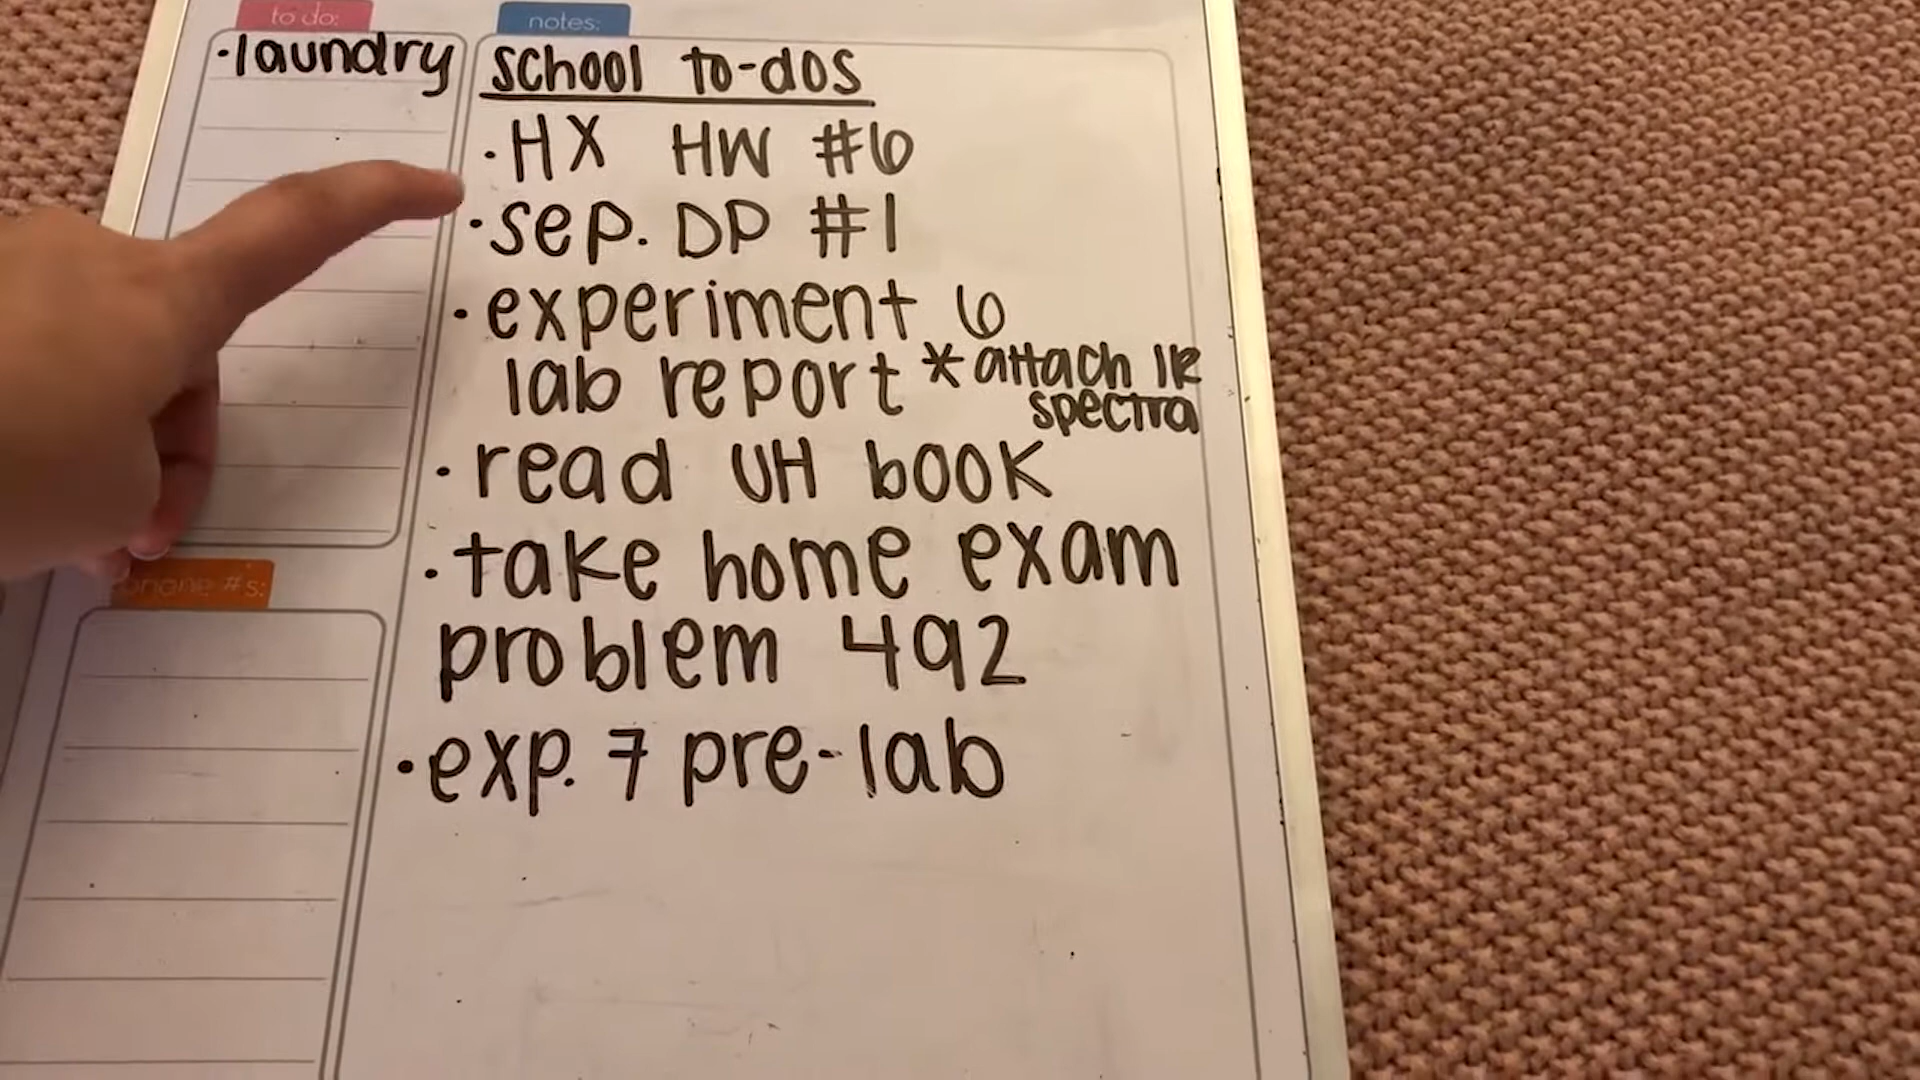 to do:
·laundry
notes:
school to-dos
·HX HW #6
·sep. DP #1
·experiment 6
lab report *attach IR
spectra
·read UH book
·take home exam
problem 492
·exp. 7 pre-lab
phone #s: